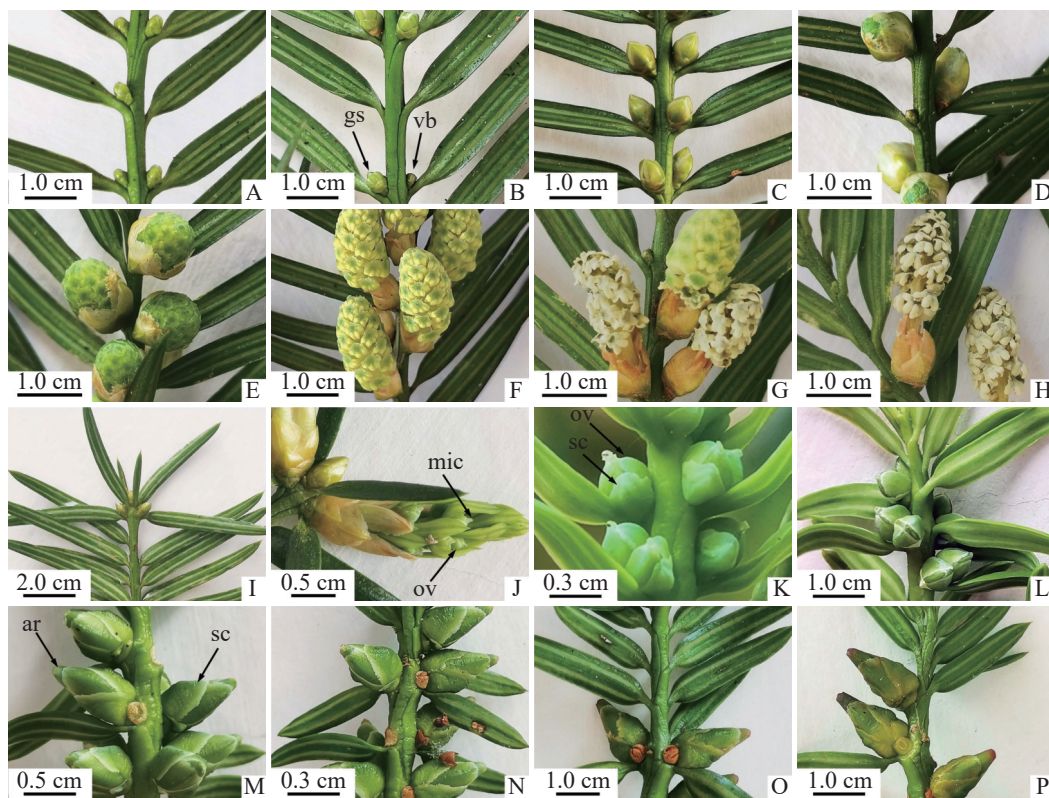 1.0 cm A
gs
vb
1.0 cm B
1.0 cm C
1.0 cm D
1.0 cm E
1.0 cm F
1.0 cm G
1.0 cm H
2.0 cm I
mic
ov
0.5 cm J
ov
sc
0.3 cm K
1.0 cm L
ar
sc
0.5 cm M
0.3 cm N
1.0 cm O
1.0 cm P